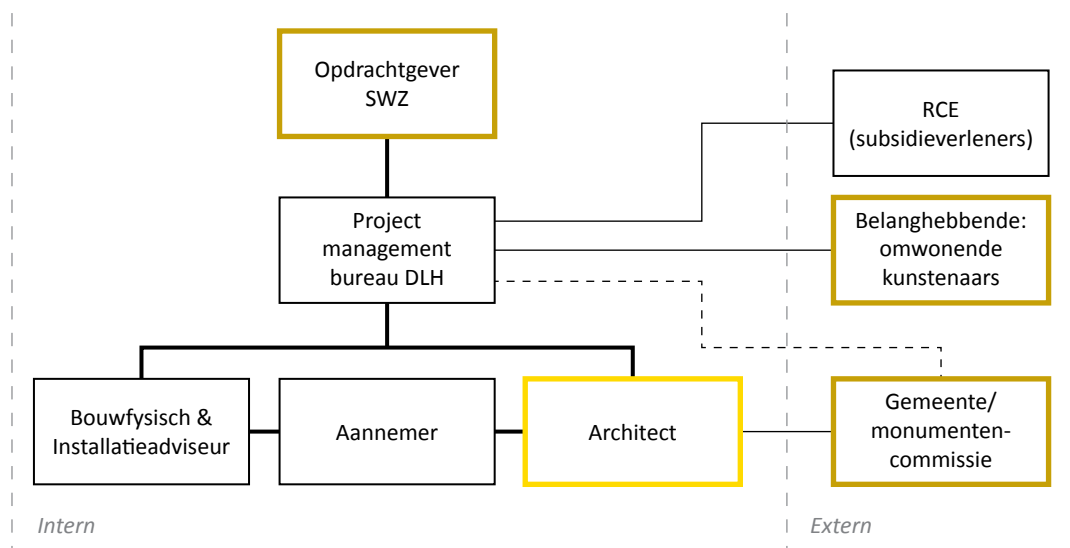 Opdrachtgever
SWZ
RCE
(subsidieverleners)
Project
management
bureau DLH
Belanghebbende:
omwonende
kunstenaars
Bouwfysisch &
Installatieadviseur
Aannemer
Architect
Gemeente/
monumenten-
commissie
Intern
Extern